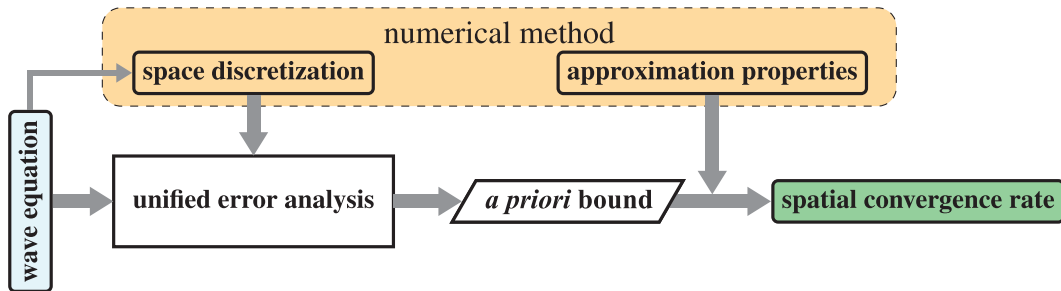 numerical method
space discretization
approximation properties
wave equation
unified error analysis
a priori bound
spatial convergence rate